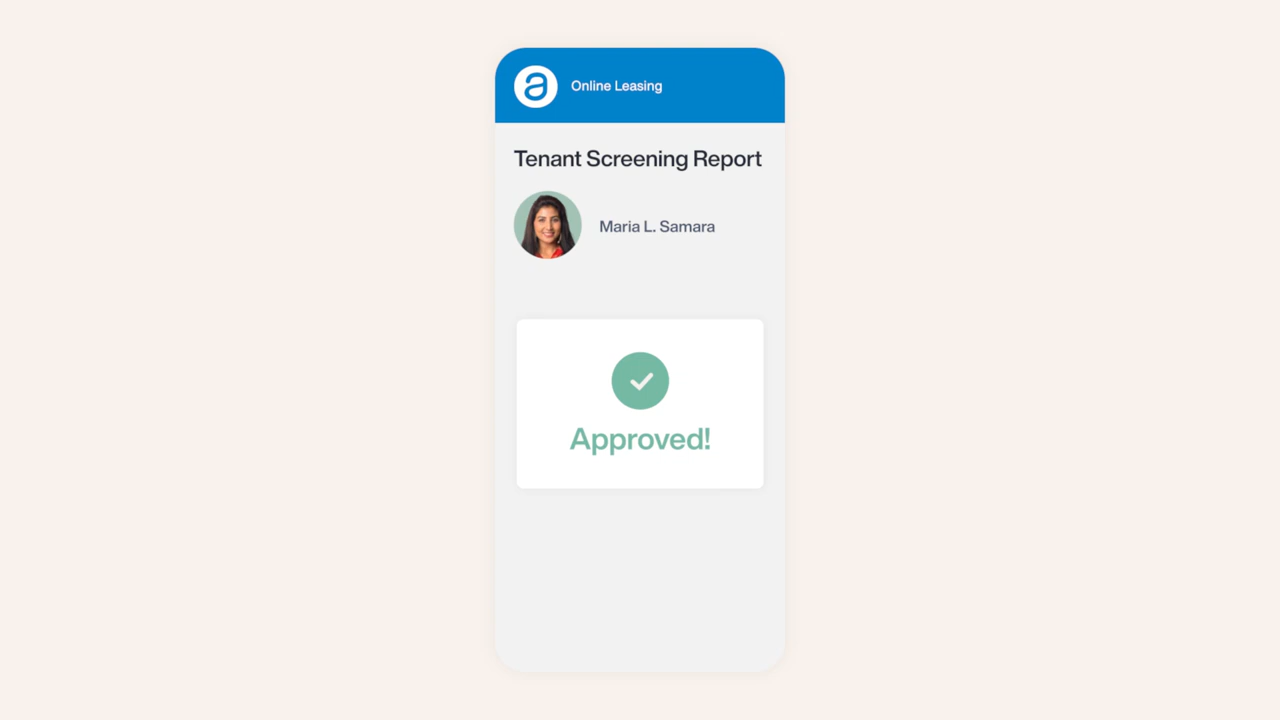 a Online Leasing
Tenant Screening Report
Maria L. Samara
Approved!